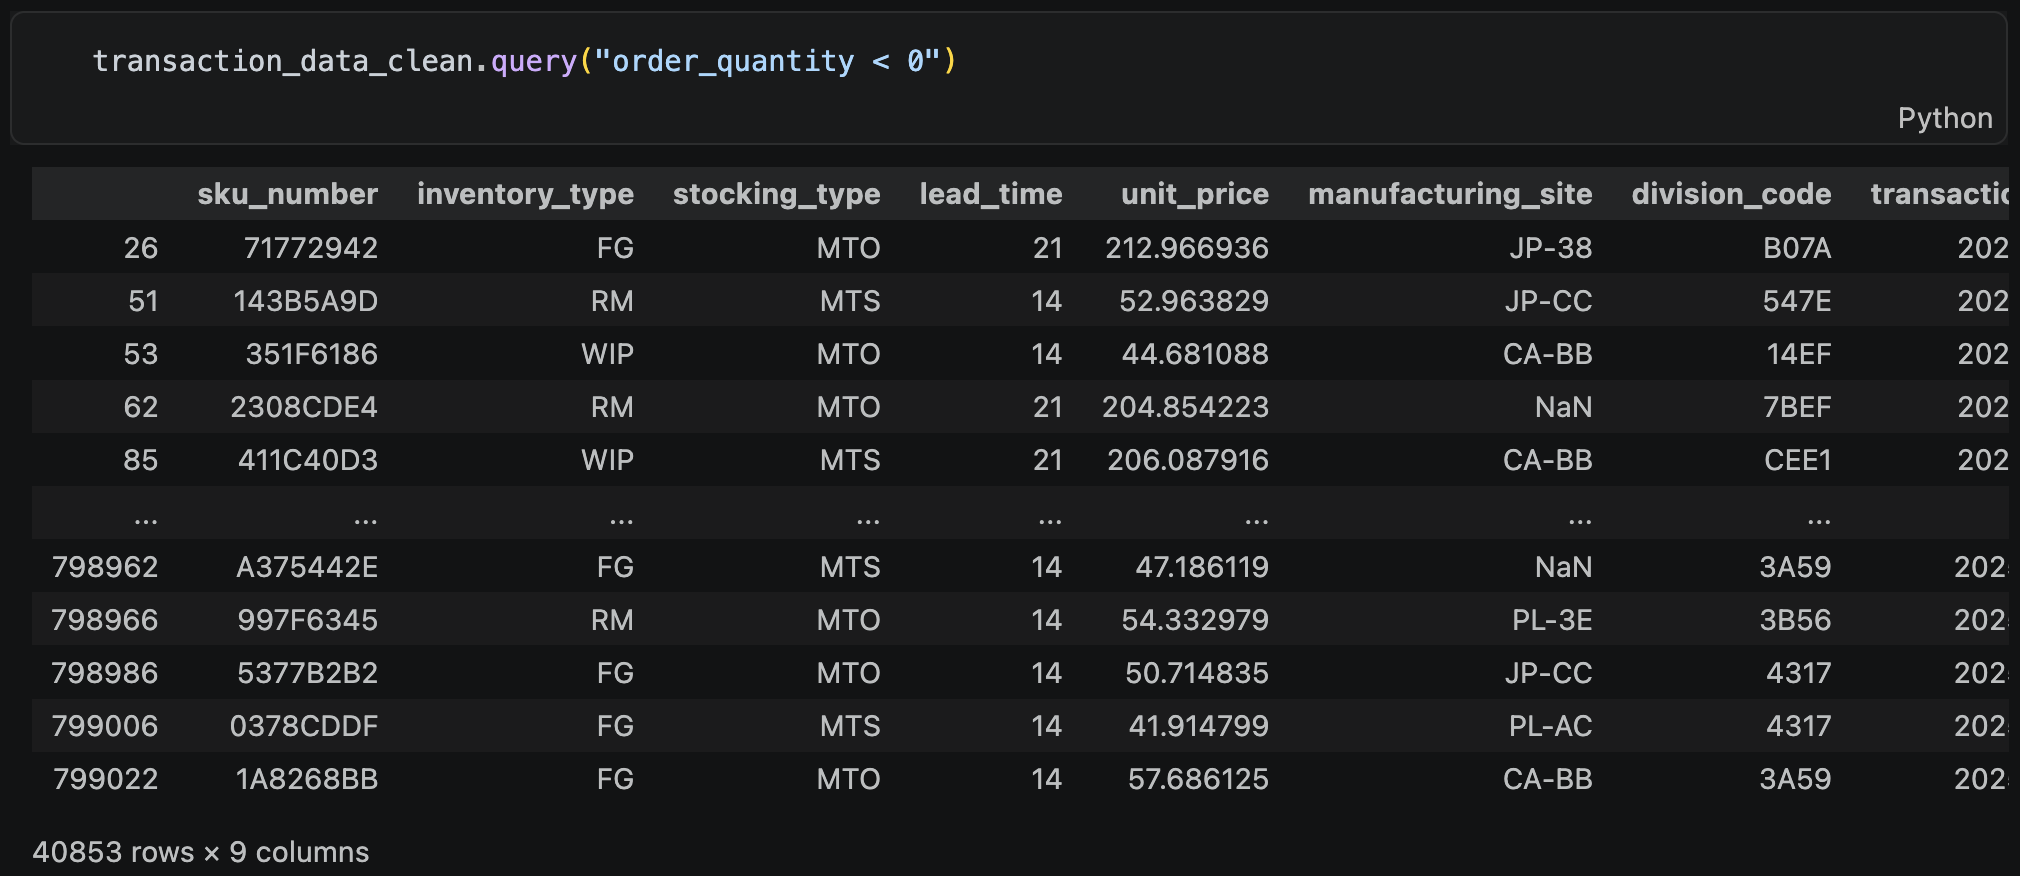 transaction_data_clean.query("order_quantity < 0")
Python
sku_number inventory_type stocking_type lead_time unit_price manufacturing_site division_code transactio
26 71772942 FG MTO 21 212.966936 JP-38 B07A 202
51 143B5A9D RM MTS 14 52.963829 JP-CC 547E 202
53 351F6186 WIP MTO 14 44.681088 CA-BB 14EF 202
62 2308CDE4 RM MTO 21 204.854223 NaN 7BEF 202
85 411C40D3 WIP MTS 21 206.087916 CA-BB CEE1 202
... ... ... ... ... ... ... ...
798962 A375442E FG MTS 14 47.186119 NaN 3A59 202
798966 997F6345 RM MTO 14 54.332979 PL-3E 3B56 202
798986 5377B2B2 FG MTO 14 50.714835 JP-CC 4317 202
799006 0378CDDF FG MTS 14 41.914799 PL-AC 4317 202
799022 1A8268BB FG MTO 14 57.686125 CA-BB 3A59 202
40853 rows × 9 columns